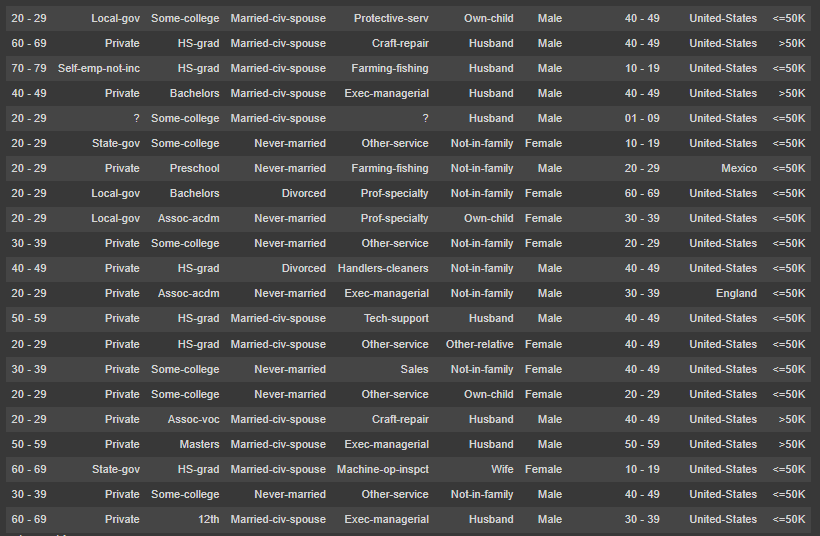 20 - 29 Local-gov Some-college Married-civ-spouse Protective-serv Own-child Male 40 - 49 United-States <=50K
60 - 69 Private HS-grad Married-civ-spouse Craft-repair Husband Male 40 - 49 United-States >50K
70 - 79 Self-emp-not-inc HS-grad Married-civ-spouse Farming-fishing Husband Male 10 - 19 United-States <=50K
40 - 49 Private Bachelors Married-civ-spouse Exec-managerial Husband Male 40 - 49 United-States >50K
20 - 29 ? Some-college Married-civ-spouse ? Husband Male 01 - 09 United-States <=50K
20 - 29 State-gov Some-college Never-married Other-service Not-in-family Female 10 - 19 United-States <=50K
20 - 29 Private Preschool Never-married Farming-fishing Not-in-family Male 20 - 29 Mexico <=50K
20 - 29 Local-gov Bachelors Divorced Prof-specialty Not-in-family Female 60 - 69 United-States <=50K
20 - 29 Local-gov Assoc-acdm Never-married Prof-specialty Own-child Female 30 - 39 United-States <=50K
30 - 39 Private Some-college Never-married Other-service Not-in-family Female 20 - 29 United-States <=50K
40 - 49 Private HS-grad Divorced Handlers-cleaners Not-in-family Male 40 - 49 United-States <=50K
20 - 29 Private Assoc-acdm Never-married Exec-managerial Not-in-family Male 30 - 39 England <=50K
50 - 59 Private HS-grad Married-civ-spouse Tech-support Husband Male 40 - 49 United-States <=50K
20 - 29 Private HS-grad Married-civ-spouse Other-service Other-relative Female 40 - 49 United-States <=50K
30 - 39 Private Some-college Never-married Sales Not-in-family Female 40 - 49 United-States <=50K
20 - 29 Private Some-college Never-married Other-service Own-child Female 20 - 29 United-States <=50K
20 - 29 Private Assoc-voc Married-civ-spouse Craft-repair Husband Male 40 - 49 United-States >50K
50 - 59 Private Masters Married-civ-spouse Exec-managerial Husband Male 50 - 59 United-States >50K
60 - 69 State-gov HS-grad Married-civ-spouse Machine-op-inspct Wife Female 10 - 19 United-States <=50K
30 - 39 Private Some-college Never-married Other-service Not-in-family Male 40 - 49 United-States <=50K
60 - 69 Private 12th Married-civ-spouse Exec-managerial Husband Male 30 - 39 United-States <=50K